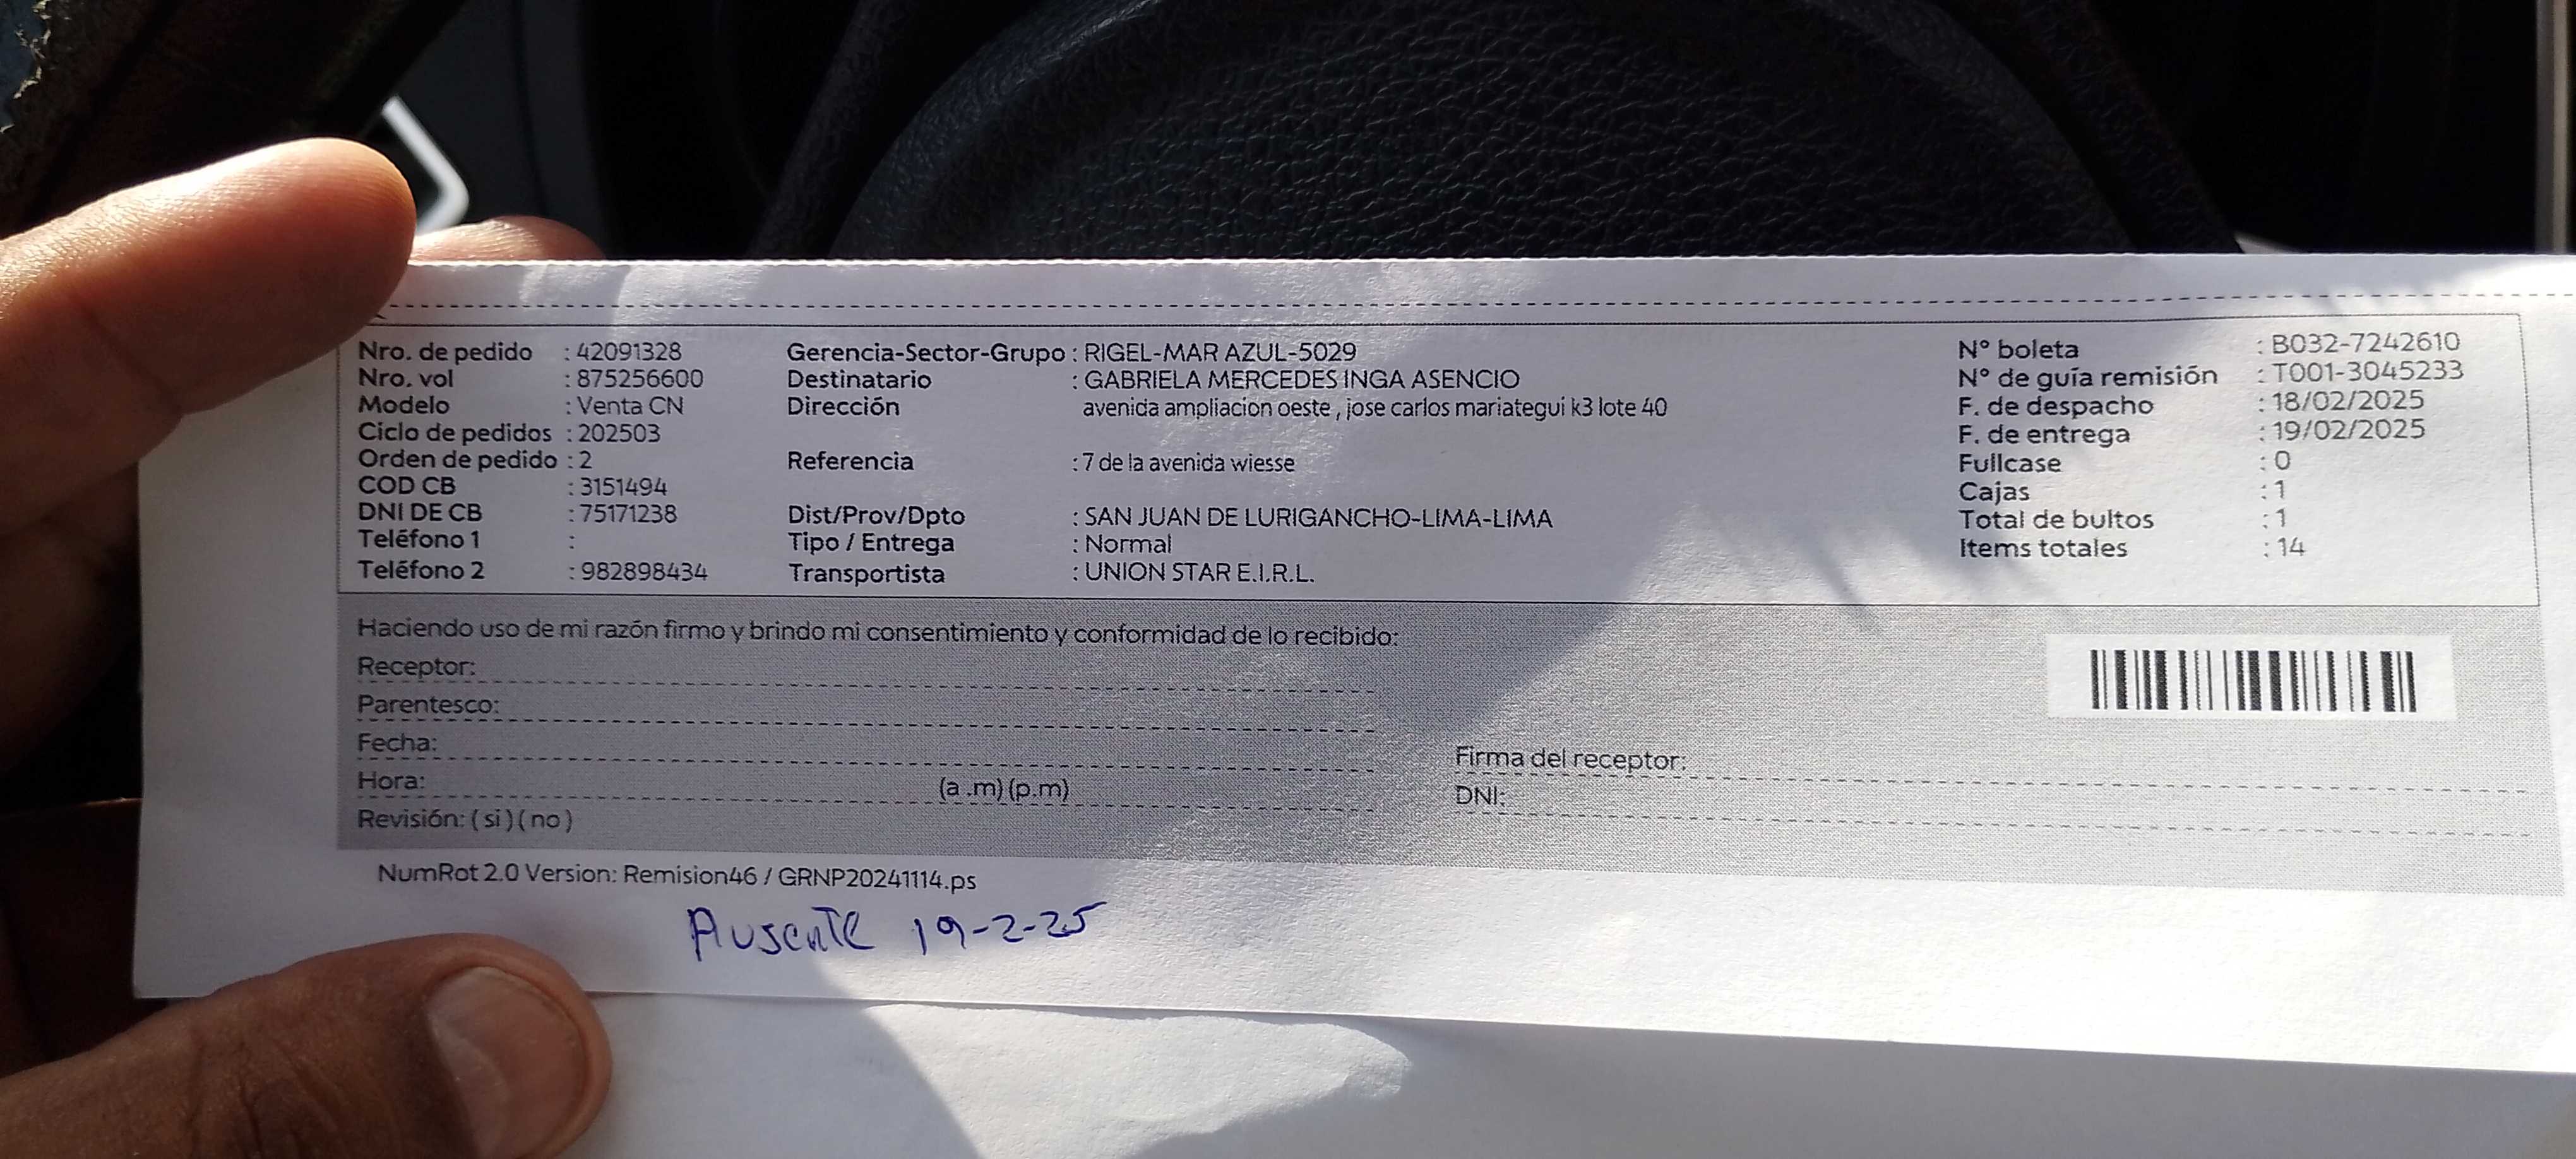 Nro. de pedido : 42091328 Gerencia-Sector-Grupo : RIGEL-MAR AZUL-5029 N° boleta : B032-7242610
Nro. vol : 875256600 Destinatario : GABRIELA MERCEDES INGA ASENCIO N° de guía remisión : T001-3045233
Modelo : Venta CN Dirección avenida ampliacion oeste , jose carlos mariategui k3 lote 40 F. de despacho : 18/02/2025
Ciclo de pedidos : 202503 F. de entrega : 19/02/2025
Orden de pedido : 2 Referencia : 7 de la avenida wiesse Fullcase : 0
COD CB : 3151494 Cajas : 1
DNI DE CB : 75171238 Dist/Prov/Dpto : SAN JUAN DE LURIGANCHO-LIMA-LIMA Total de bultos : 1
Teléfono 1 : Tipo / Entrega : Normal Items totales : 14
Teléfono 2 : 982898434 Transportista : UNION STAR E.I.R.L.
Haciendo uso de mi razón firmo y brindo mi consentimiento y conformidad de lo recibido:
Receptor:
Parentesco:
Fecha: Firma del receptor:
Hora: (a .m) (p.m) DNI:
Revisión: ( si ) ( no )
NumRot 2.0 Version: Remision46 / GRNP20241114.ps
Ausente 19-2-25